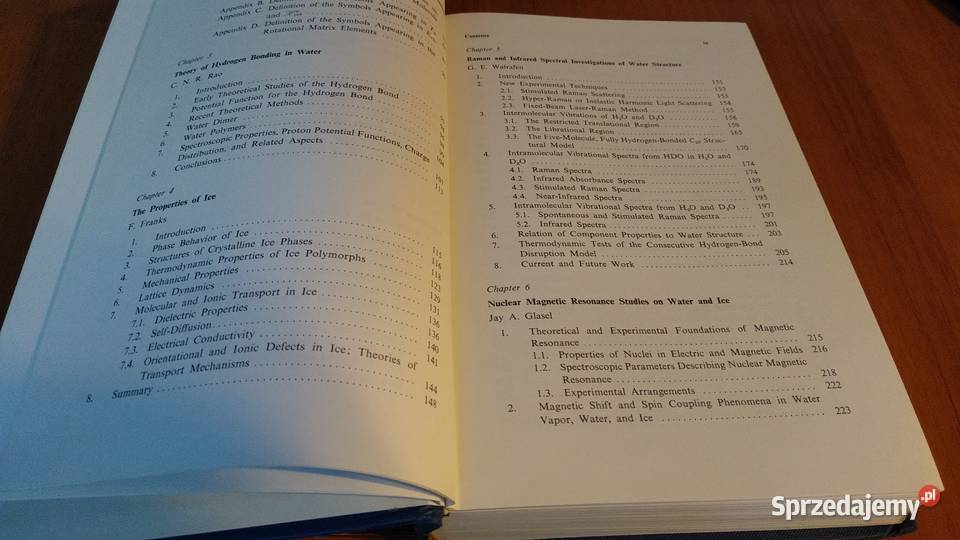 Appendix B.
Appendix C. Definition of the Symbols Appearing in
and
Appendix D. Definition of the Symbols Appearing in the
Rotational Matrix Elements
Chapter 3
Theory of Hydrogen Bonding in Water
C. N. R. Rao
1. Introduction
2. Early Theoretical Studies of the Hydrogen Bond
3. Potential Function for the Hydrogen Bond
4. Recent Theoretical Methods
5. Water Dimer
6. Water Polymers
7. Spectroscopic Properties, Proton Potential Functions, Charge
Distribution, and Related Aspects
8. Conclusions
Chapter 4
The Properties of Ice
F. Franks
1. Introduction 115
2. Phase Behavior of Ice 116
3. Structures of Crystalline Ice Phases 118
4. Thermodynamic Properties of Ice Polymorphs 123
5. Mechanical Properties 129
6. Lattice Dynamics 131
7. Molecular and Ionic Transport in Ice 136
7.1. Dielectric Properties 136
7.2. Self-Diffusion 140
7.3. Electrical Conductivity 141
7.4. Orientational and Ionic Defects in Ice; Theories of
Transport Mechanisms 144
8. Summary 148
Contents
Chapter 5
Raman and Infrared Spectral Investigations of Water Structure
G. E. Walrafen
1. Introduction 151
2. New Experimental Techniques 153
2.1. Stimulated Raman Scattering 153
2.2. Hyper-Raman or Inelastic Harmonic Light Scattering 154
2.3. Fixed-Beam Laser-Raman Method 155
3. Intermolecular Vibrations of H₂O and D₂O 158
3.1. The Restricted Translational Region 158
3.2. The Librational Region 165
3.3. The Five-Molecule, Fully Hydrogen-Bonded C₂ᵥ Struc-
tural Model 170
4. Intramolecular Vibrational Spectra from HDO in H₂O and
D₂O 174
4.1. Raman Spectra 174
4.2. Infrared Absorbance Spectra 189
4.3. Stimulated Raman Spectra 193
4.4. Near-Infrared Spectra 195
5. Intramolecular Vibrational Spectra from H₂O and D₂O 197
5.1. Spontaneous and Stimulated Raman Spectra 197
5.2. Infrared Spectra 201
6. Relation of Component Properties to Water Structure 203
7. Thermodynamic Tests of the Consecutive Hydrogen-Bond
Disruption Model 205
8. Current and Future Work 214
Chapter 6
Nuclear Magnetic Resonance Studies on Water and Ice
Jay A. Glasel
1. Theoretical and Experimental Foundations of Magnetic
Resonance 215
1.1. Properties of Nuclei in Electric and Magnetic Fields 216
1.2. Spectroscopic Parameters Describing Nuclear Magnetic
Resonance 218
1.3. Experimental Arrangements 222
2. Magnetic Shift and Spin Coupling Phenomena in Water
Vapor, Water, and Ice 223
Sprzedajemy.pl